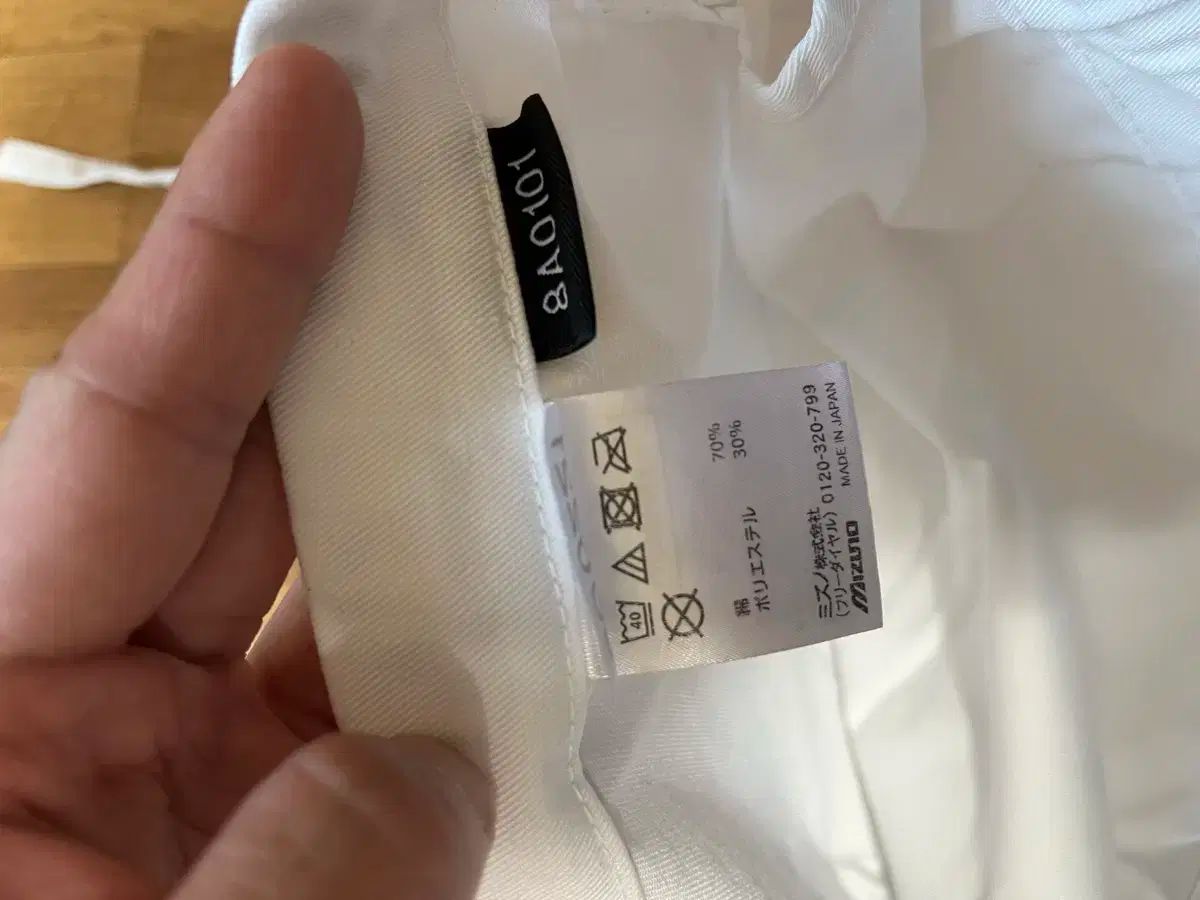 8A0101
40
綿 70%
ポリエステル 30%
ミズノ株式会社
(フリーダイヤル) 0120-320-799
Mizuno MADE IN JAPAN